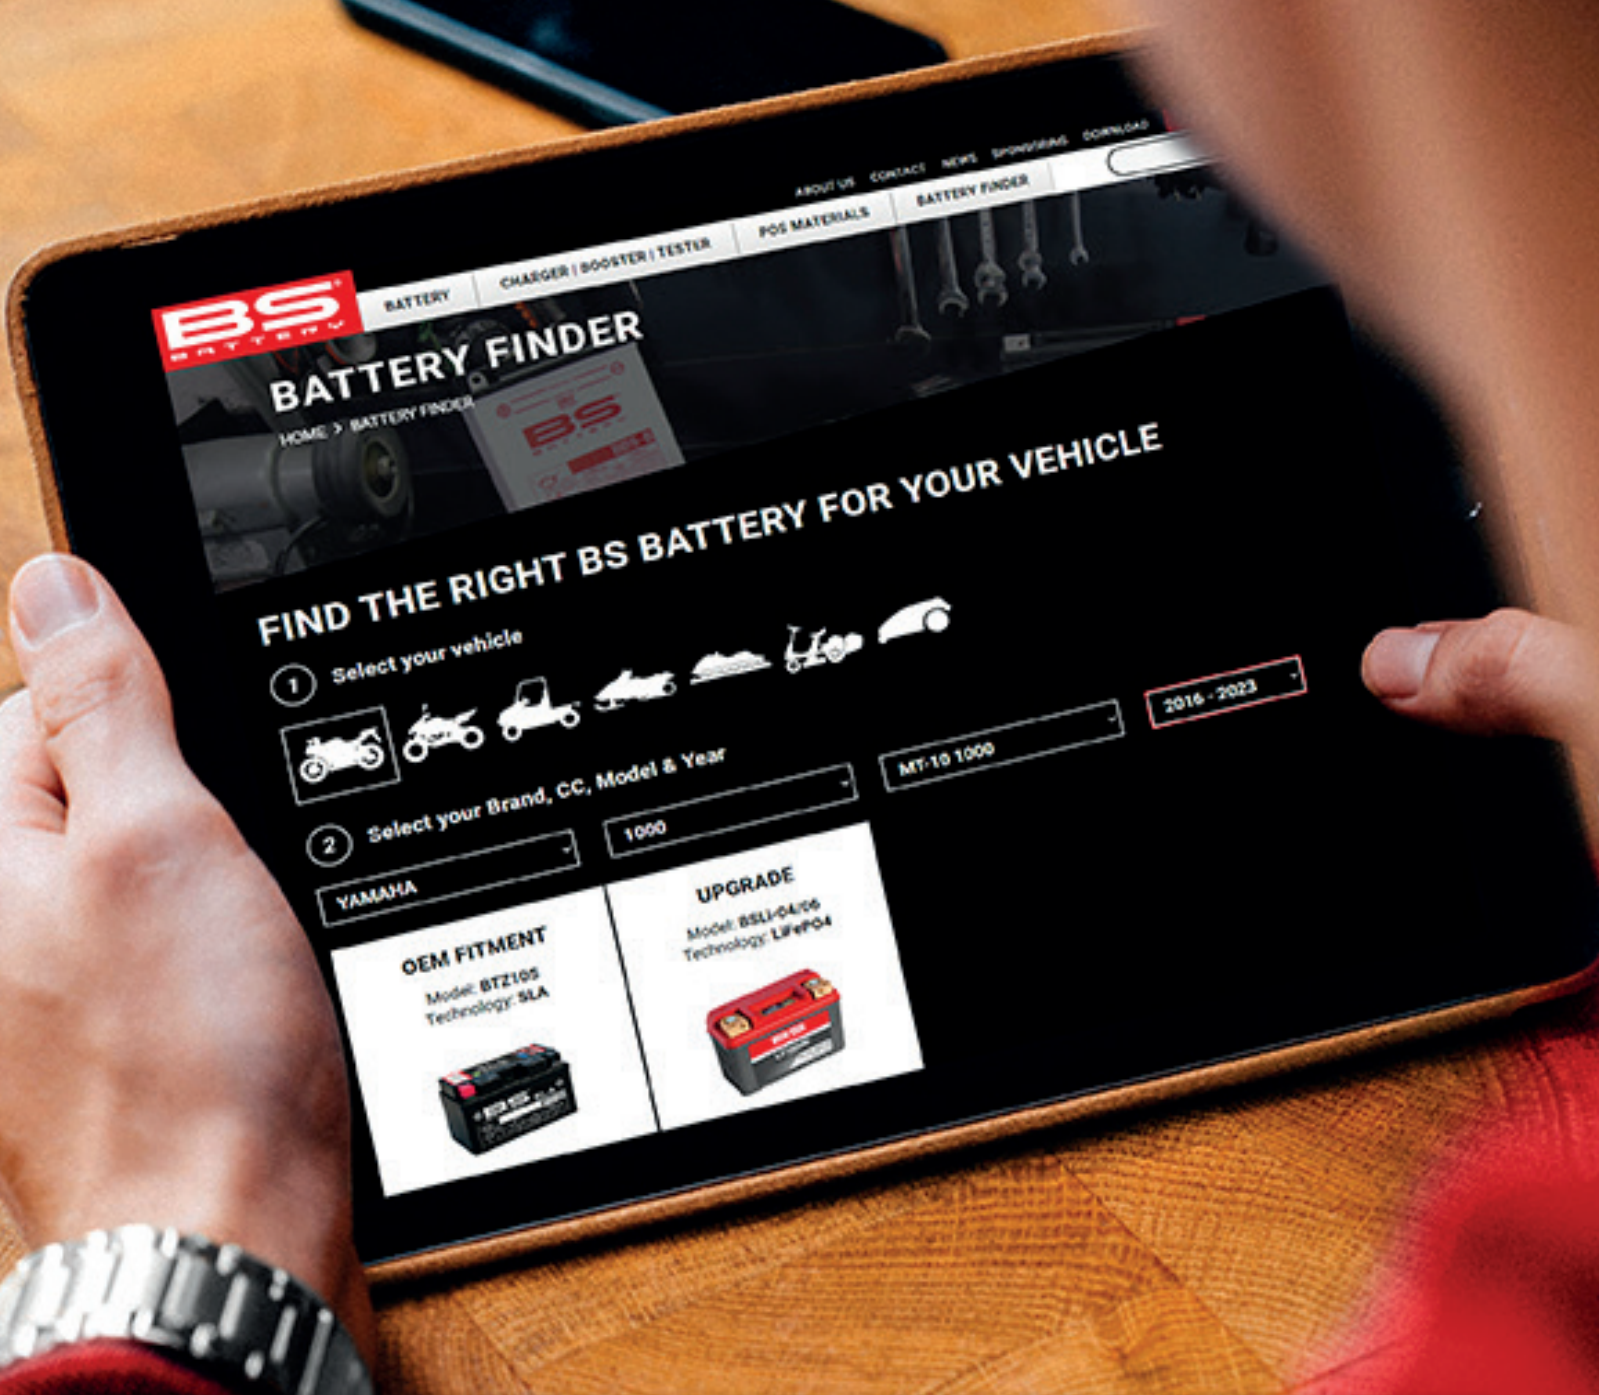 ABOUT US CONTACT NEWS SPONSORING DOWNLOAD
BS
BATTERY
BATTERY CHARGER | BOOSTER | TESTER POS MATERIALS BATTERY FINDER
BATTERY FINDER
HOME > BATTERY FINDER
BS
BATTERY
FIND THE RIGHT BS BATTERY FOR YOUR VEHICLE
1 Select your vehicle
2 Select your Brand, CC, Model & Year
YAMAHA 1000 MT-10 1000 2016 - 2023
OEM FITMENT
Model: BTZ10S
Technology: SLA
UPGRADE
Model: BSLi-04/06
Technology: LiFePO4